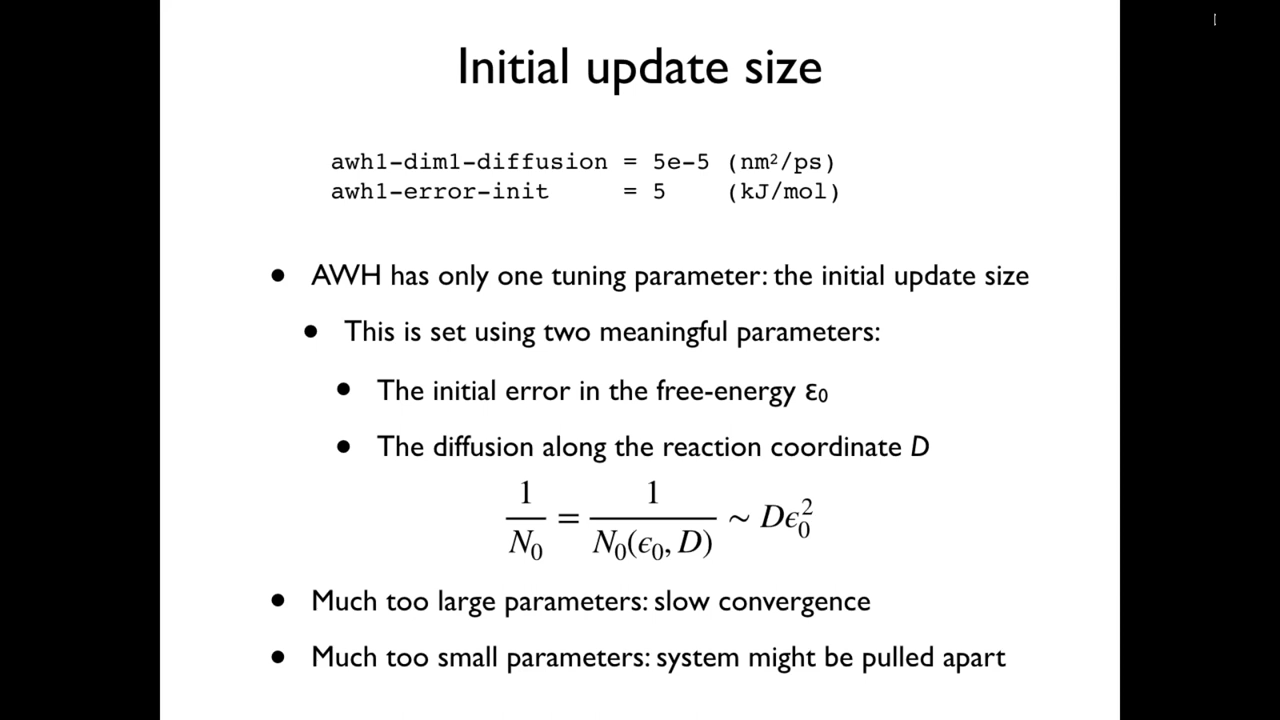 Initial update size
awh1-dim1-diffusion = 5e-5 (nm²/ps)
awh1-error-init = 5 (kJ/mol)
• AWH has only one tuning parameter: the initial update size
• This is set using two meaningful parameters:
• The initial error in the free-energy ε₀
• The diffusion along the reaction coordinate D
1/N₀ = 1/N₀(ϵ₀, D) ~ Dϵ₀²
• Much too large parameters: slow convergence
• Much too small parameters: system might be pulled apart